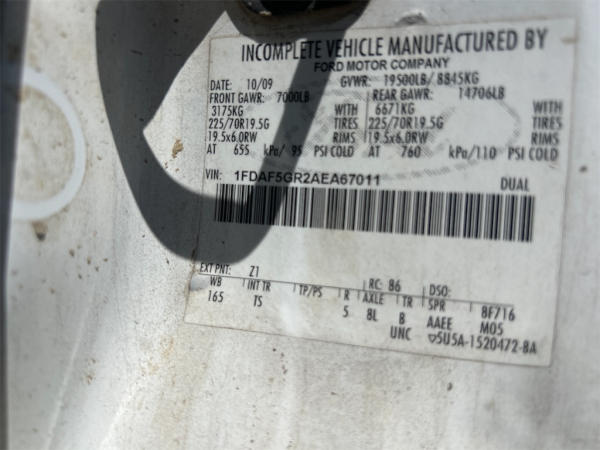 INCOMPLETE VEHICLE MANUFACTURED BY
FORD MOTOR COMPANY
DATE: 10/09 GVWR: 19500LB/ 8845KG
FRONT GAWR: 7000LB REAR GAWR: 14706LB
3175KG WITH 6671KG WITH
225/70R19.5G TIRES 225/70R19.5G TIRES
19.5x6.0RW RIMS 19.5x6.0RW RIMS
AT 655 kPa/ 95 PSI COLD AT 760 kPa/110 PSI COLD
VIN: 1FDAF5GR2AEA67011
DUAL
EXT PNT: Z1 RC: 86 DSO:
WB INT TR TP/PS R AXLE TR SPR 8F716
165 TS 5 8L B AAEE M05
UNC 5U5A-1520472-BA